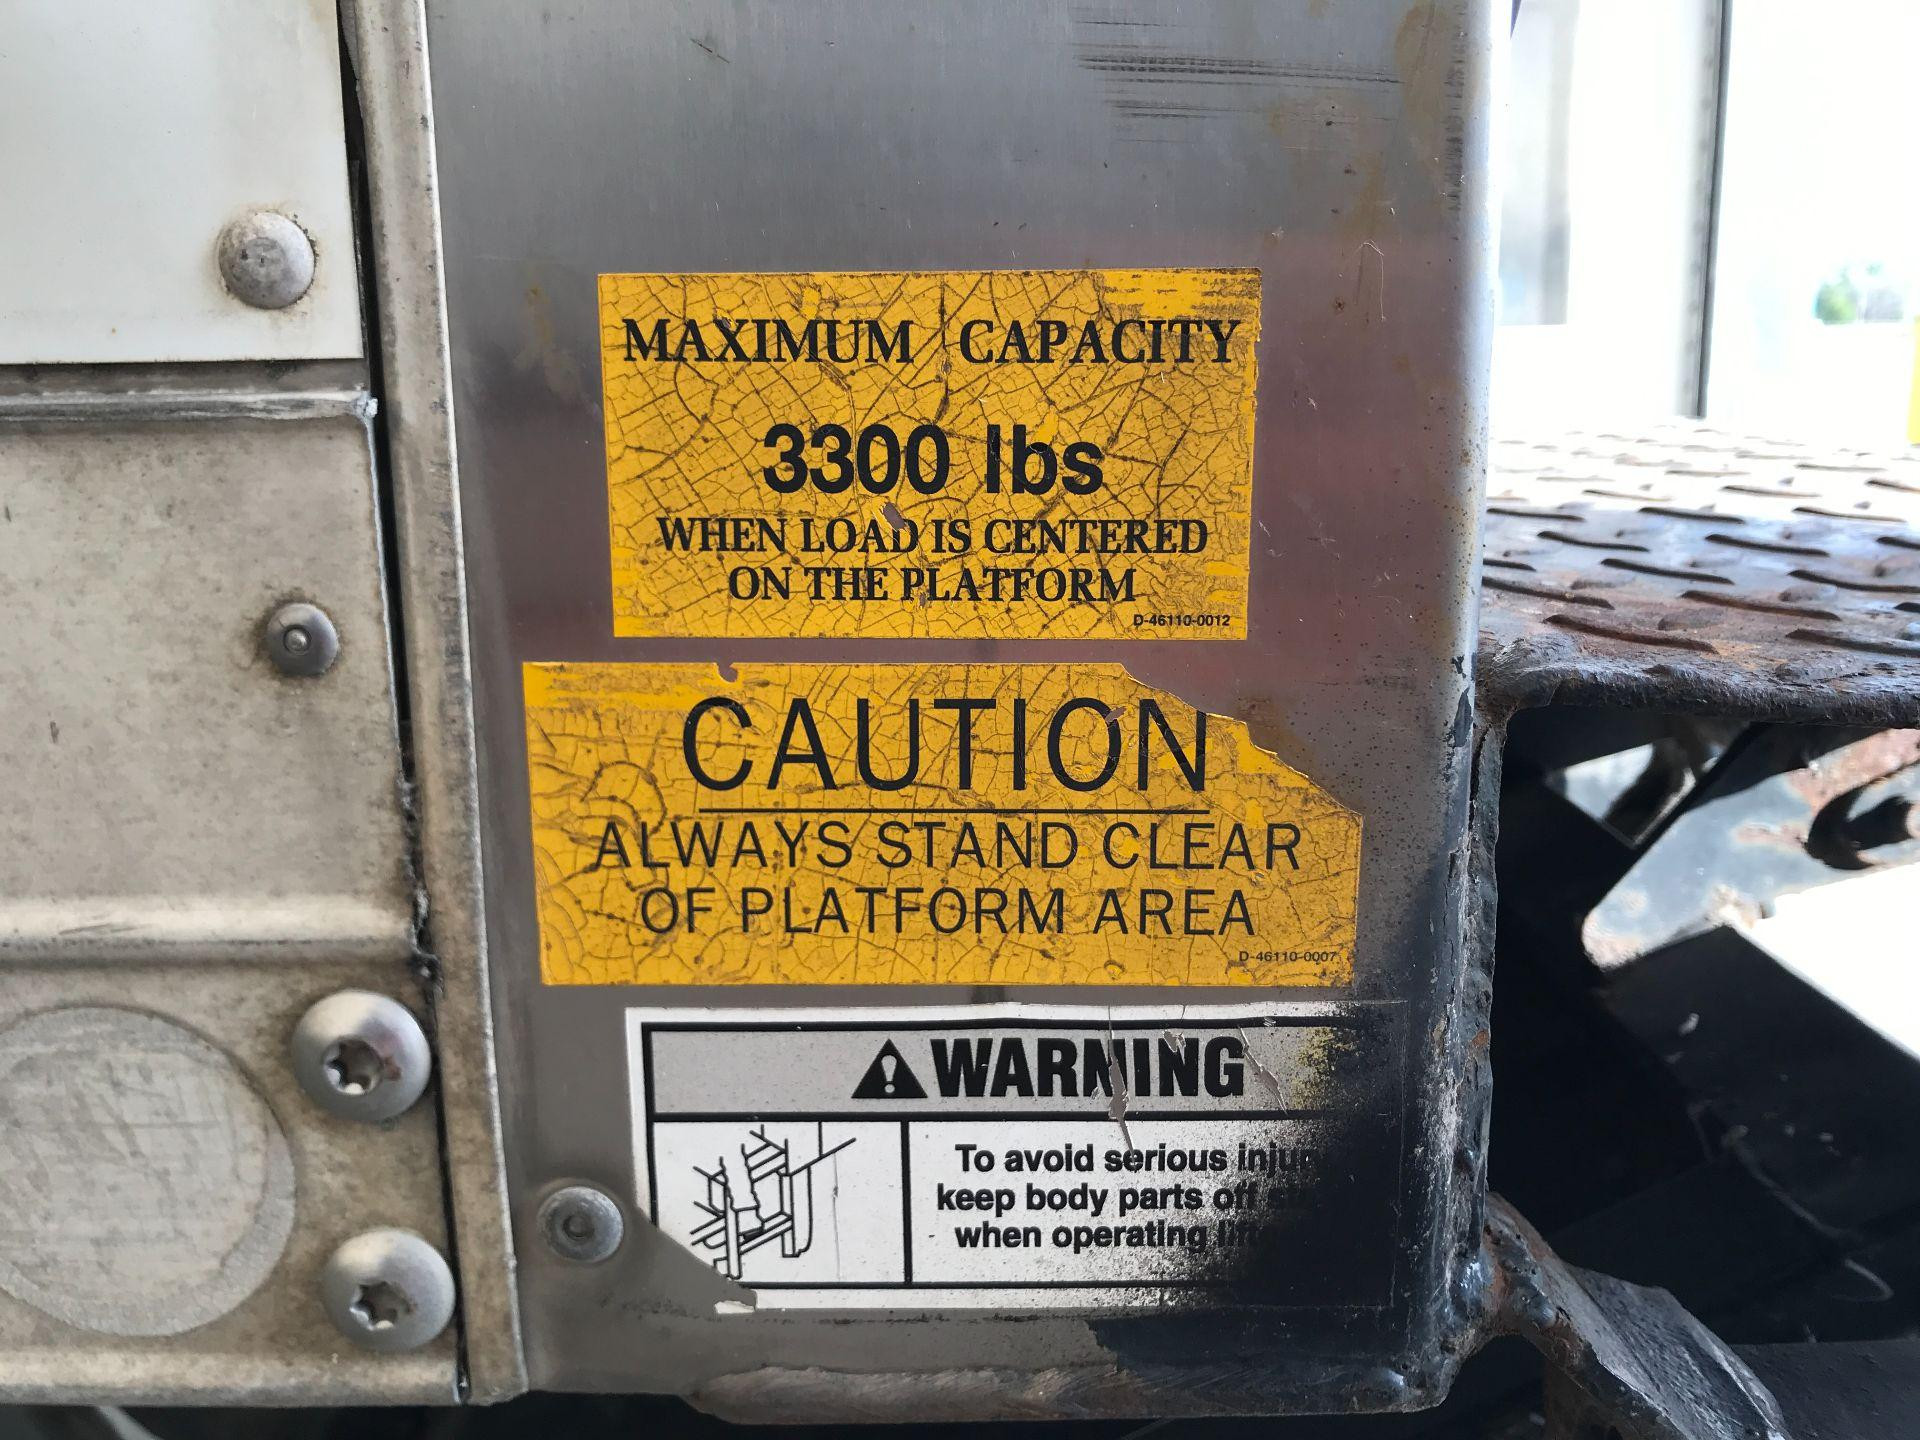 MAXIMUM CAPACITY
3300 lbs
WHEN LOAD IS CENTERED
ON THE PLATFORM
D-46110-0012
CAUTION
ALWAYS STAND CLEAR
OF PLATFORM AREA
D-46110-0007
WARNING
To avoid serious
keep body parts off
when operating